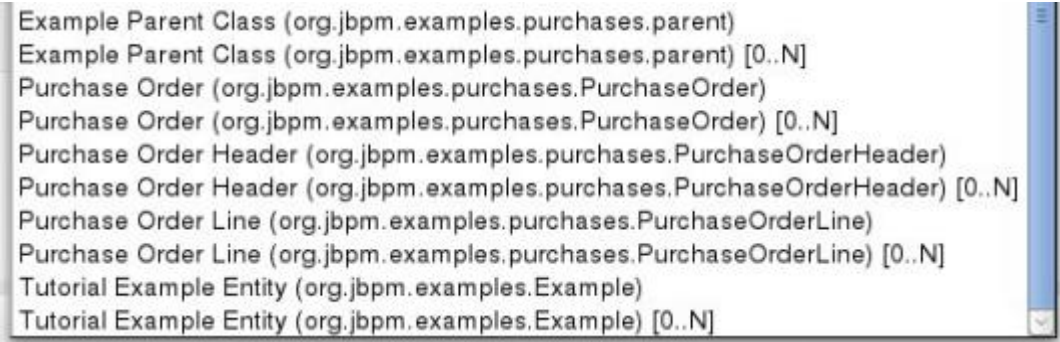 Example Parent Class (org.jbpm.examples.purchases.parent)
Example Parent Class (org.jbpm.examples.purchases.parent) [0..N]
Purchase Order (org.jbpm.examples.purchases.PurchaseOrder)
Purchase Order (org.jbpm.examples.purchases.PurchaseOrder) [0..N]
Purchase Order Header (org.jbpm.examples.purchases.PurchaseOrderHeader)
Purchase Order Header (org.jbpm.examples.purchases.PurchaseOrderHeader) [0..N]
Purchase Order Line (org.jbpm.examples.purchases.PurchaseOrderLine)
Purchase Order Line (org.jbpm.examples.purchases.PurchaseOrderLine) [0..N]
Tutorial Example Entity (org.jbpm.examples.Example)
Tutorial Example Entity (org.jbpm.examples.Example) [0..N]